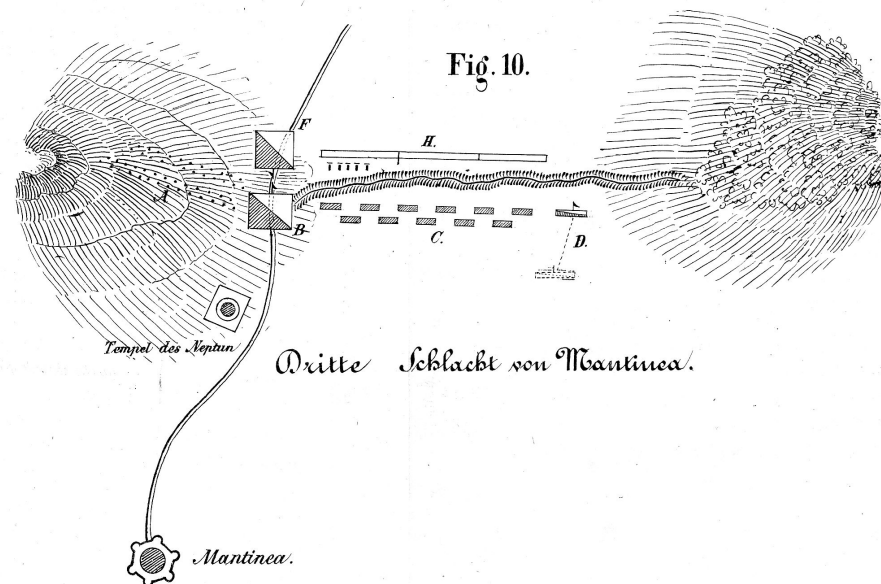 Fig. 10.
F
H.
A
B
C.
D.
Tempel des Neptun
Dritte Schlacht von Mantinea.
Mantinea.